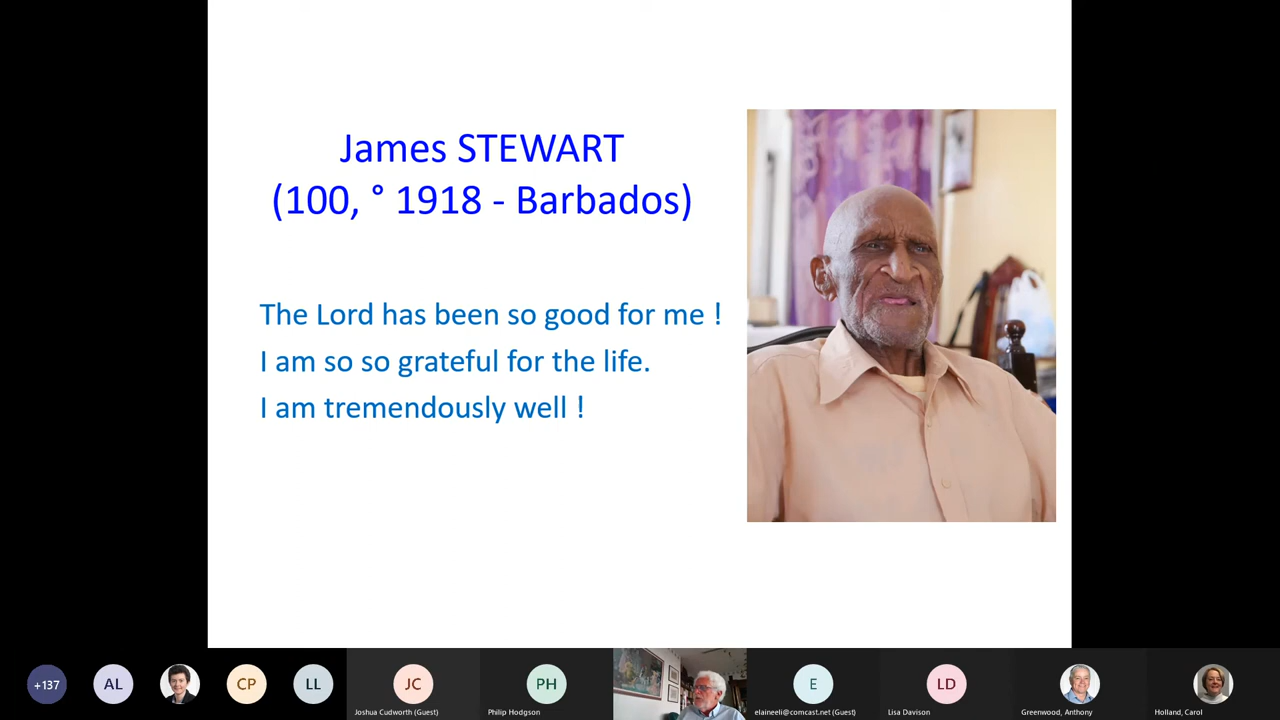 James STEWART
(100, ° 1918 - Barbados)
The Lord has been so good for me !
I am so so grateful for the life.
I am tremendously well !
+137
AL
CP
LL
JC
PH
E
LD
Joshua Cudworth (Guest)
Philip Hodgson
elaineeli@comcast.net (Guest)
Lisa Davison
Greenwood, Anthony
Holland, Carol